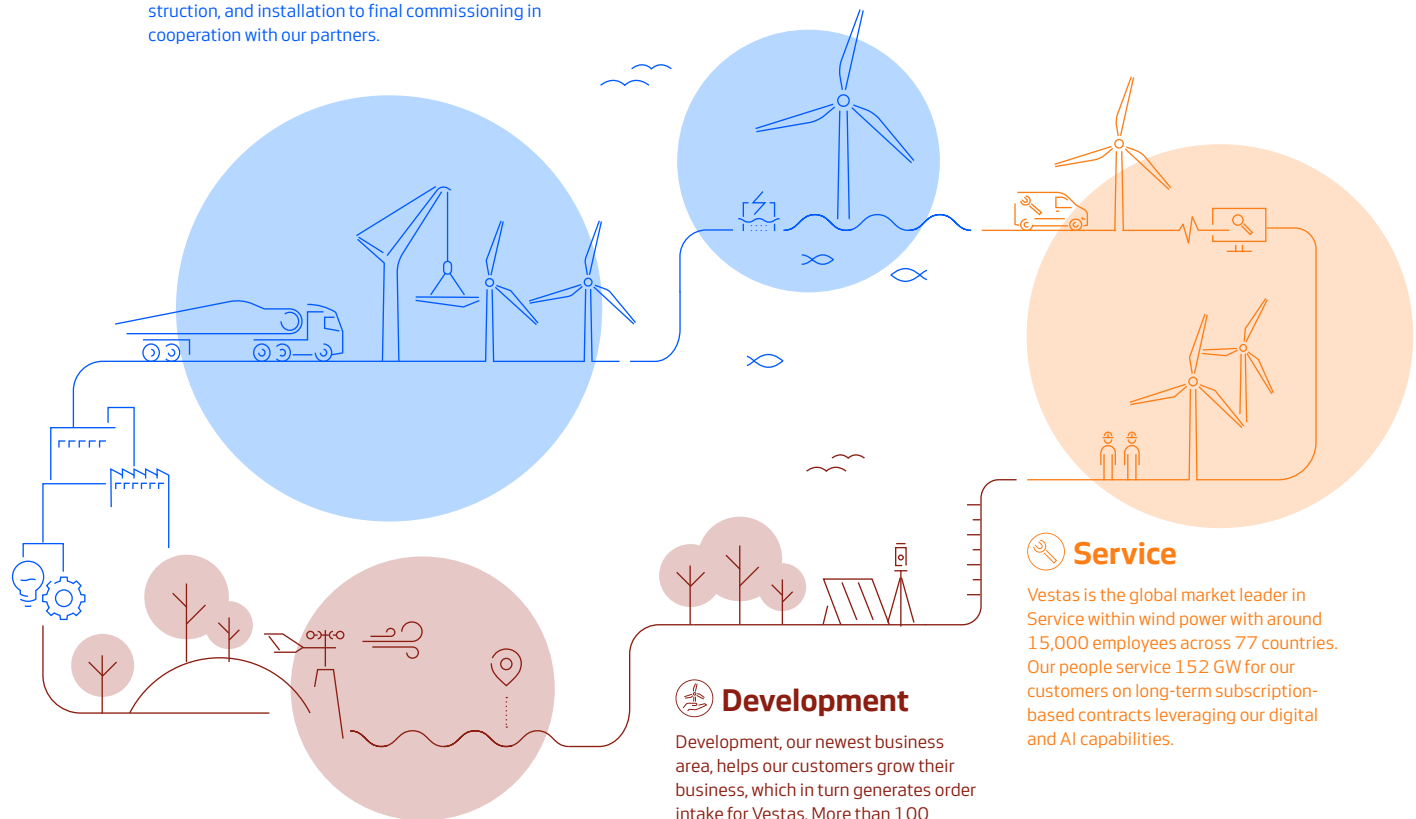 struction, and installation to final commissioning in
cooperation with our partners.
Service
Vestas is the global market leader in
Service within wind power with around
15,000 employees across 77 countries.
Our people service 152 GW for our
customers on long-term subscription-
based contracts leveraging our digital
and AI capabilities.
Development
Development, our newest business
area, helps our customers grow their
business, which in turn generates order
intake for Vestas. More than 100